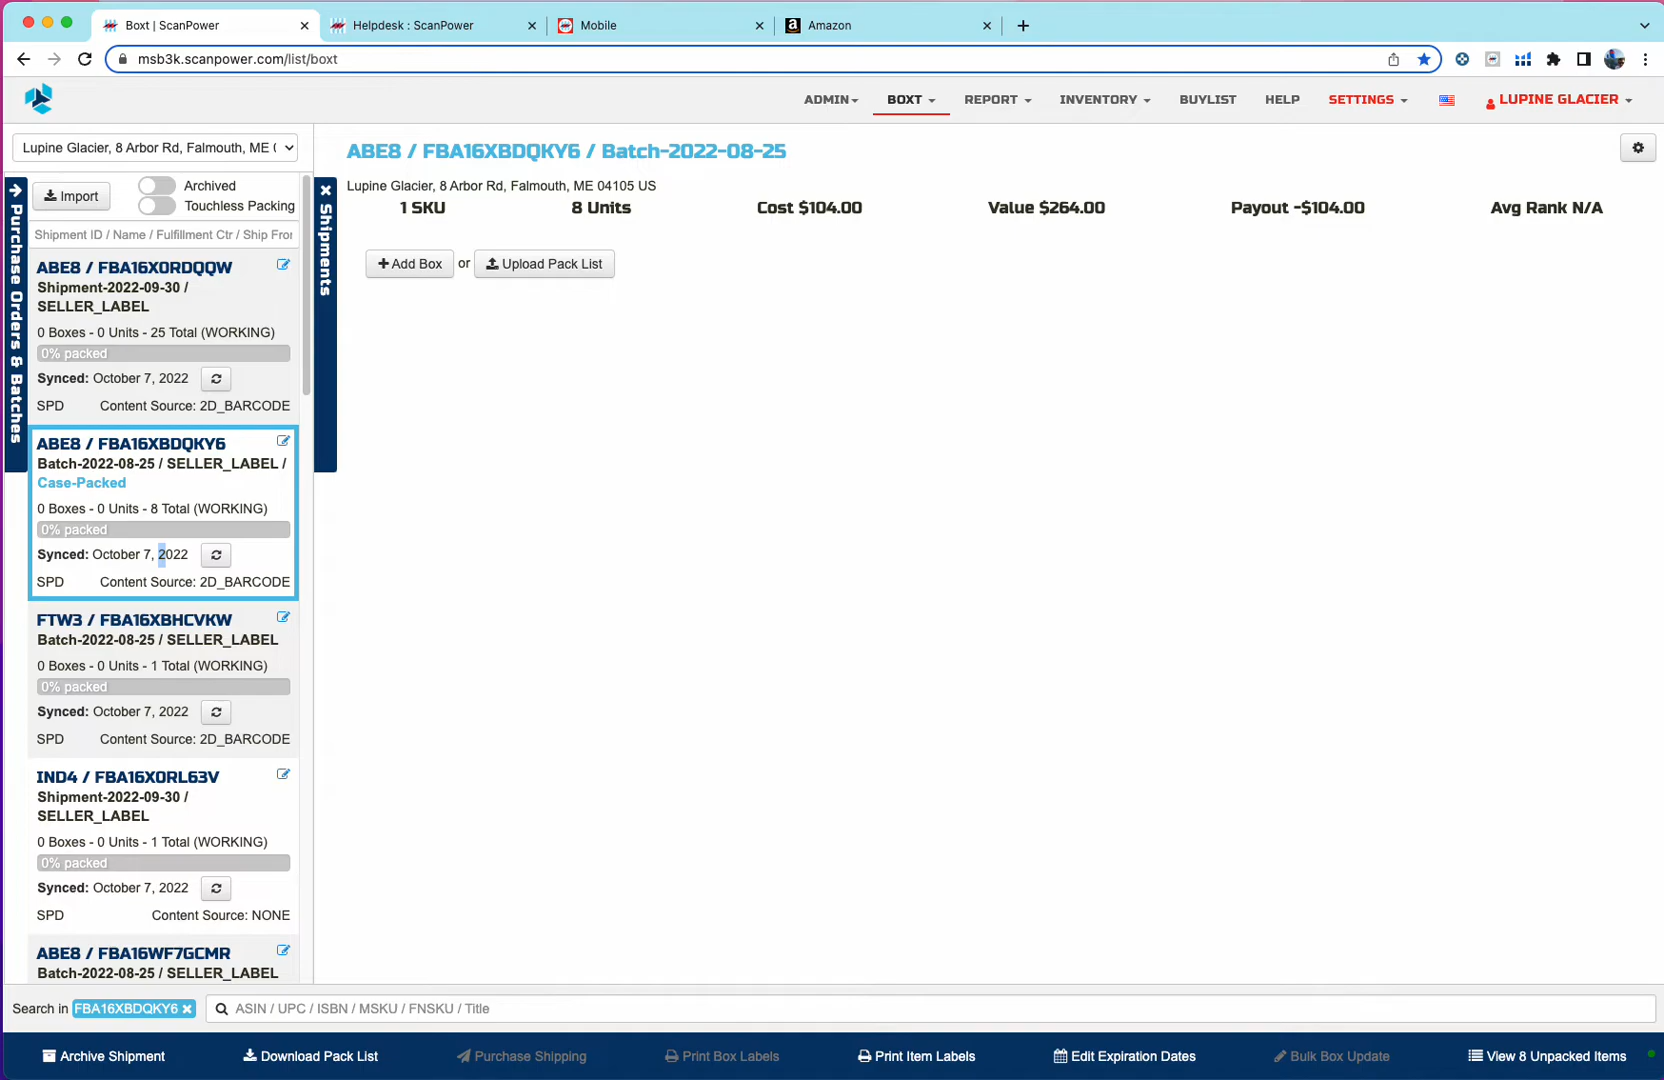 Boxt | ScanPower
Helpdesk : ScanPower
Mobile
Amazon
msb3k.scanpower.com/list/boxt
ADMIN
BOXT
REPORT
INVENTORY
BUYLIST
HELP
SETTINGS
LUPINE GLACIER
Lupine Glacier, 8 Arbor Rd, Falmouth, ME (
Purchase Orders & Batches
Import
Archived
Touchless Packing
Shipment ID / Name / Fulfillment Ctr / Ship From
ABE8 / FBA16X0RDQQW
Shipment-2022-09-30 /
SELLER_LABEL
0 Boxes - 0 Units - 25 Total (WORKING)
0% packed
Synced: October 7, 2022
SPD Content Source: 2D_BARCODE
ABE8 / FBA16XBDQKY6
Batch-2022-08-25 / SELLER_LABEL /
Case-Packed
0 Boxes - 0 Units - 8 Total (WORKING)
0% packed
Synced: October 7, 2022
SPD Content Source: 2D_BARCODE
FTW3 / FBA16XBHCVKW
Batch-2022-08-25 / SELLER_LABEL
0 Boxes - 0 Units - 1 Total (WORKING)
0% packed
Synced: October 7, 2022
SPD Content Source: 2D_BARCODE
IND4 / FBA16X0RL63V
Shipment-2022-09-30 /
SELLER_LABEL
0 Boxes - 0 Units - 1 Total (WORKING)
0% packed
Synced: October 7, 2022
SPD Content Source: NONE
ABE8 / FBA16WF7GCMR
Batch-2022-08-25 / SELLER_LABEL
Shipments
ABE8 / FBA16XBDQKY6 / Batch-2022-08-25
Lupine Glacier, 8 Arbor Rd, Falmouth, ME 04105 US
1 SKU 8 Units Cost $104.00 Value $264.00 Payout -$104.00 Avg Rank N/A
Add Box or Upload Pack List
Search in FBA16XBDQKY6 ASIN / UPC / ISBN / MSKU / FNSKU / Title
Archive Shipment
Download Pack List
Purchase Shipping
Print Box Labels
Print Item Labels
Edit Expiration Dates
Bulk Box Update
View 8 Unpacked Items